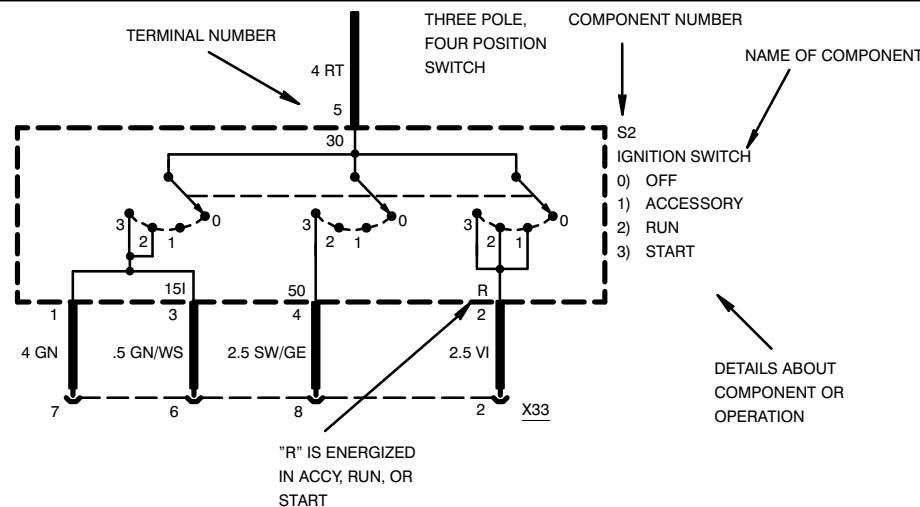 TERMINAL NUMBER
THREE POLE,
FOUR POSITION
SWITCH
COMPONENT NUMBER
NAME OF COMPONENT
4 RT
5
30
S2
IGNITION SWITCH
0) OFF
1) ACCESSORY
2) RUN
3) START
3 2 1 0
3 2 1 0
3 2 1 0
15I 50 R
1 3 4 2
4 GN .5 GN/WS 2.5 SW/GE 2.5 VI
7 6 8 2 X33
DETAILS ABOUT
COMPONENT OR
OPERATION
"R" IS ENERGIZED
IN ACCY, RUN, OR
START